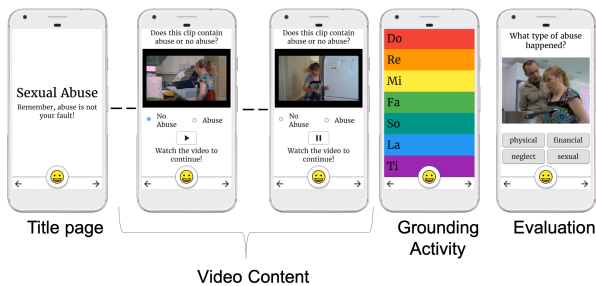 Sexual Abuse
Remember, abuse is not
your fault!
Does this clip contain
abuse or no abuse?
No
Abuse
Abuse
Watch the video to
continue!
Does this clip contain
abuse or no abuse?
No
Abuse
Abuse
Watch the video to
continue!
Do
Re
Mi
Fa
So
La
Ti
What type of abuse
happened?
physical
financial
neglect
sexual
Title page
Video Content
Grounding
Activity
Evaluation